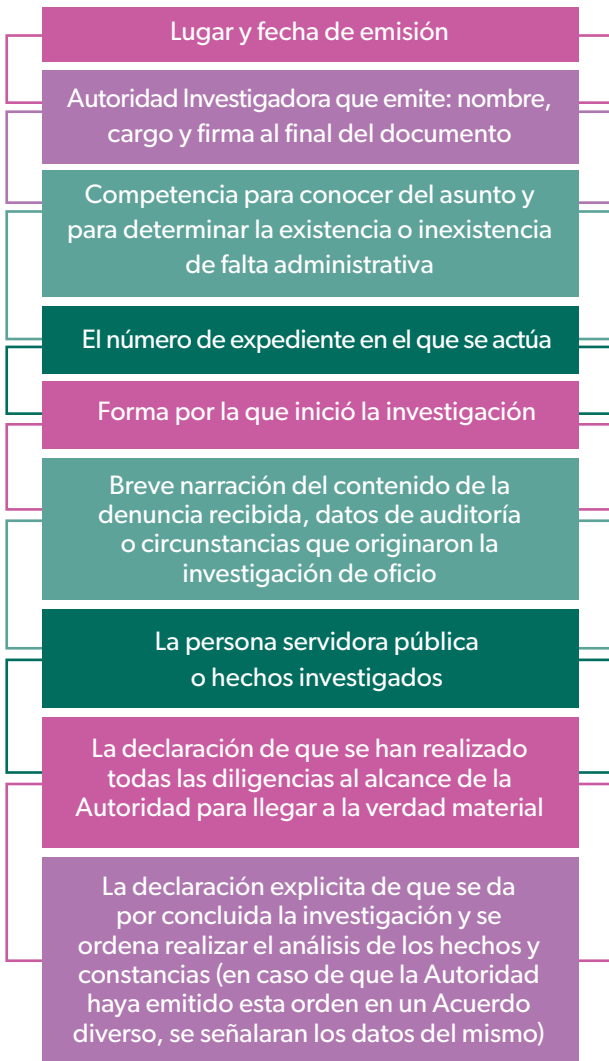 Lugar y fecha de emisión
Autoridad Investigadora que emite: nombre,
cargo y firma al final del documento
Competencia para conocer del asunto y
para determinar la existencia o inexistencia
de falta administrativa
El número de expediente en el que se actúa
Forma por la que inició la investigación
Breve narración del contenido de la
denuncia recibida, datos de auditoría
o circunstancias que originaron la
investigación de oficio
La persona servidora pública
o hechos investigados
La declaración de que se han realizado
todas las diligencias al alcance de la
Autoridad para llegar a la verdad material
La declaración explicita de que se da
por concluida la investigación y se
ordena realizar el análisis de los hechos y
constancias (en caso de que la Autoridad
haya emitido esta orden en un Acuerdo
diverso, se señalaran los datos del mismo)